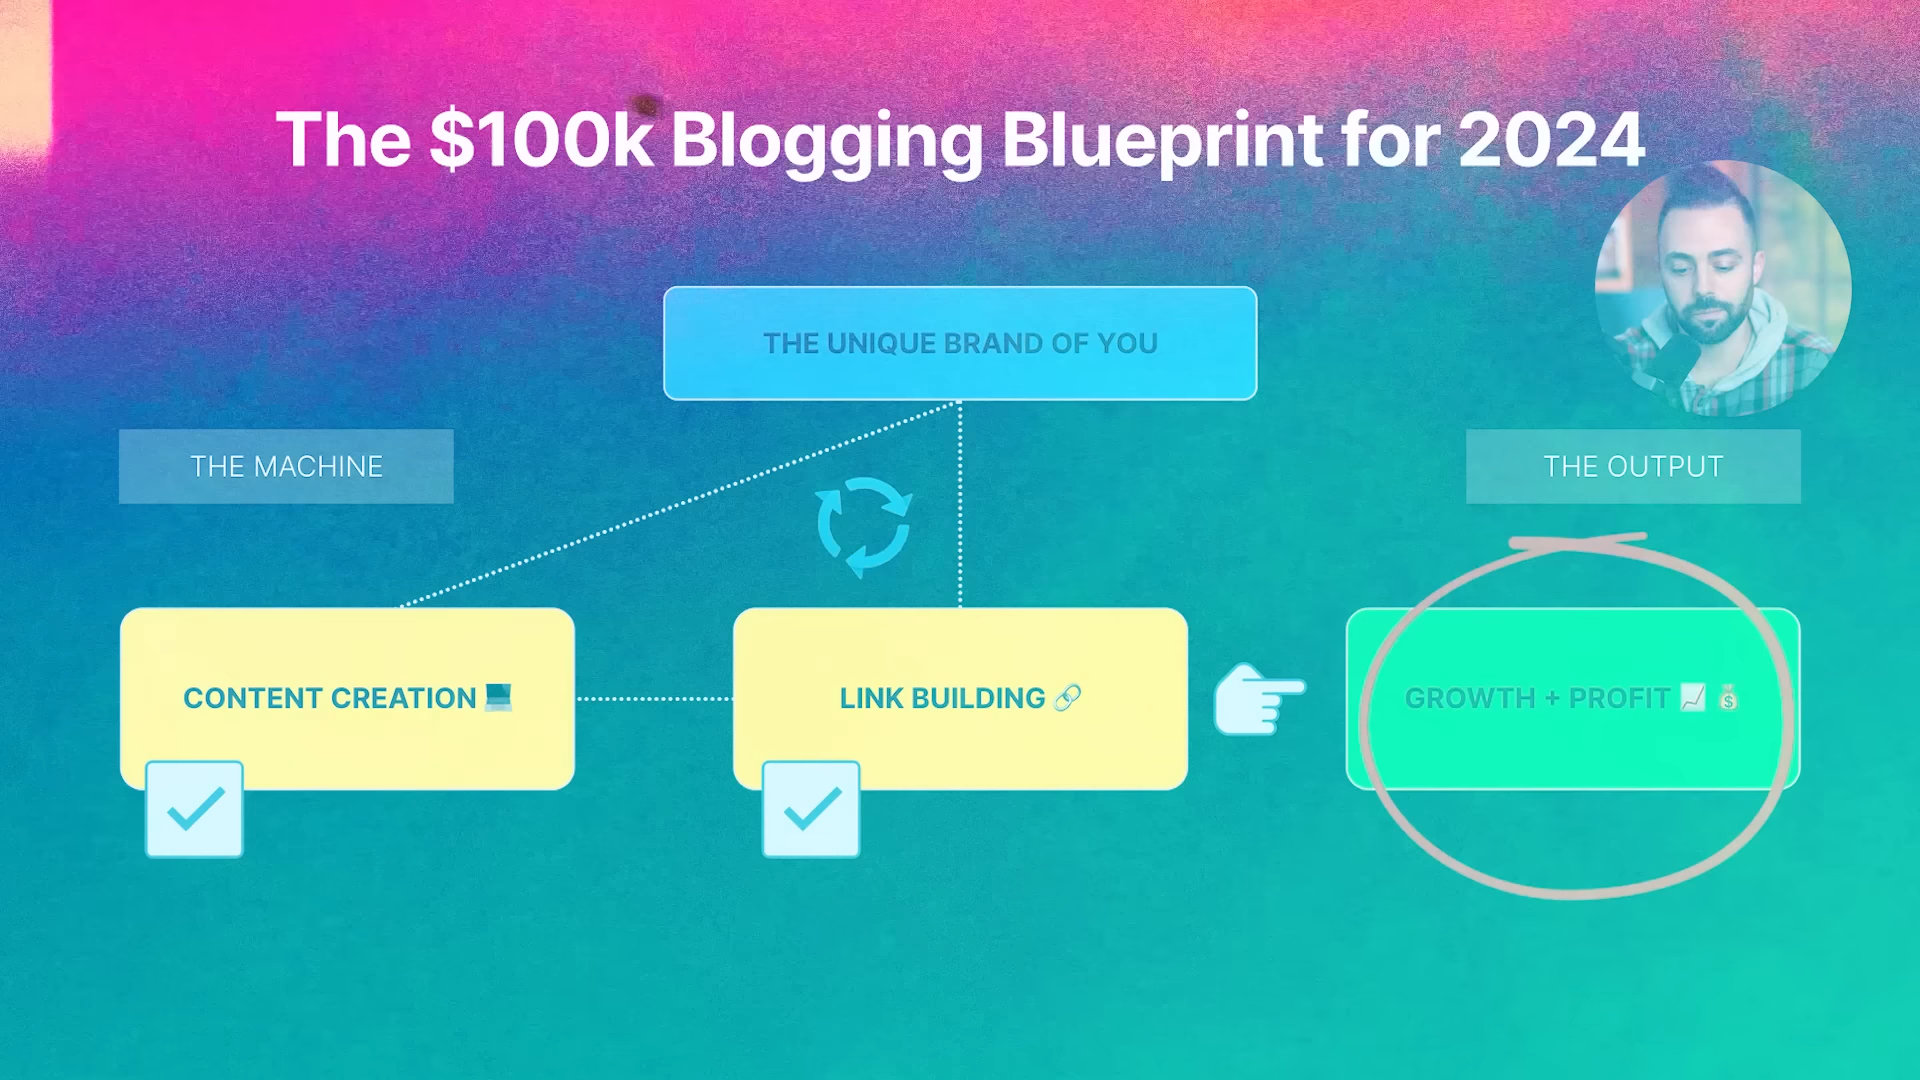 The $100k Blogging Blueprint for 2024
THE UNIQUE BRAND OF YOU
THE MACHINE
THE OUTPUT
CONTENT CREATION 💻
LINK BUILDING 🔗
GROWTH + PROFIT 📈 💰